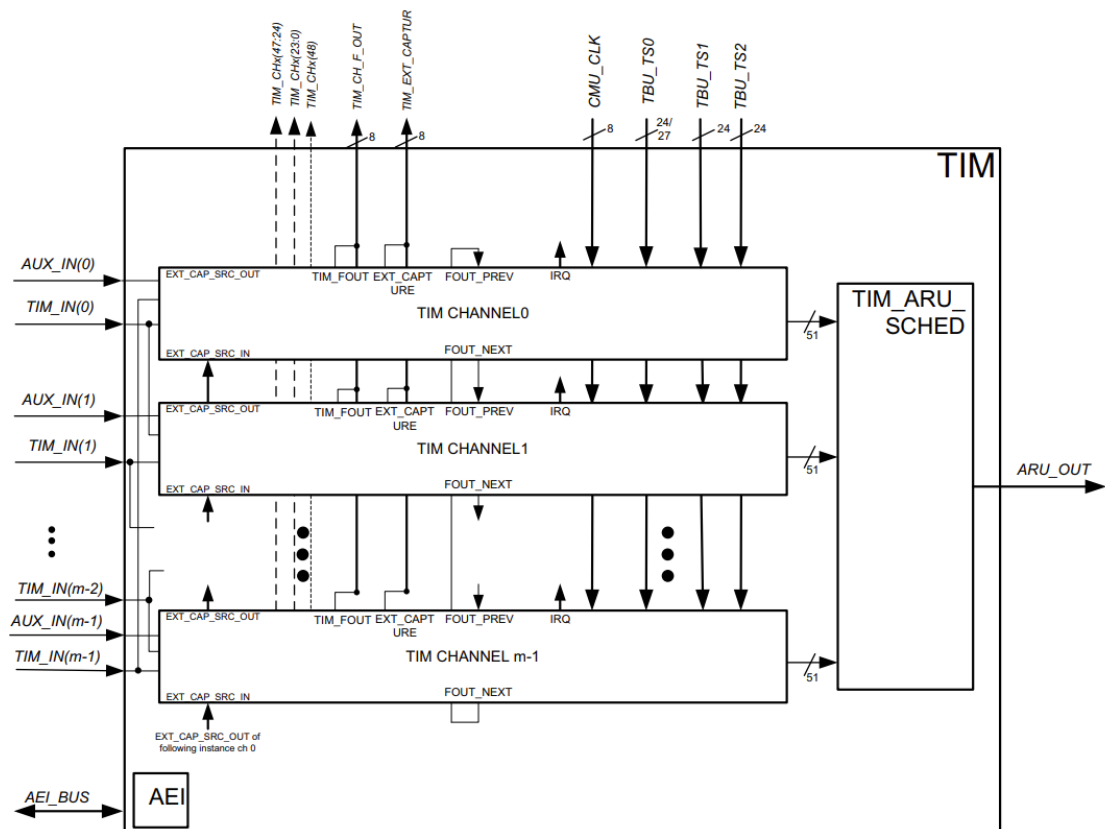 TIM_CHx(47:24)
TIM_CHx(23:0)
TIM_CHx(48)
TIM_CH_F_OUT
TIM_EXT_CAPTUR
CMU_CLK
TBU_TS0
TBU_TS1
TBU_TS2
8
8
8
24/
27
24
24
TIM
AUX_IN(0)
TIM_IN(0)
EXT_CAP_SRC_OUT
TIM_FOUT
EXT_CAPT
URE
FOUT_PREV
IRQ
TIM CHANNEL0
FOUT_NEXT
EXT_CAP_SRC_IN
51
TIM_ARU_
SCHED
AUX_IN(1)
TIM_IN(1)
EXT_CAP_SRC_OUT
TIM_FOUT
EXT_CAPT
URE
FOUT_PREV
IRQ
TIM CHANNEL1
FOUT_NEXT
EXT_CAP_SRC_IN
51
ARU_OUT
TIM_IN(m-2)
AUX_IN(m-1)
TIM_IN(m-1)
EXT_CAP_SRC_OUT
TIM_FOUT
EXT_CAPT
URE
FOUT_PREV
IRQ
TIM CHANNEL m-1
FOUT_NEXT
EXT_CAP_SRC_IN
51
EXT_CAP_SRC_OUT of
following instance ch 0
AEI_BUS
AEI